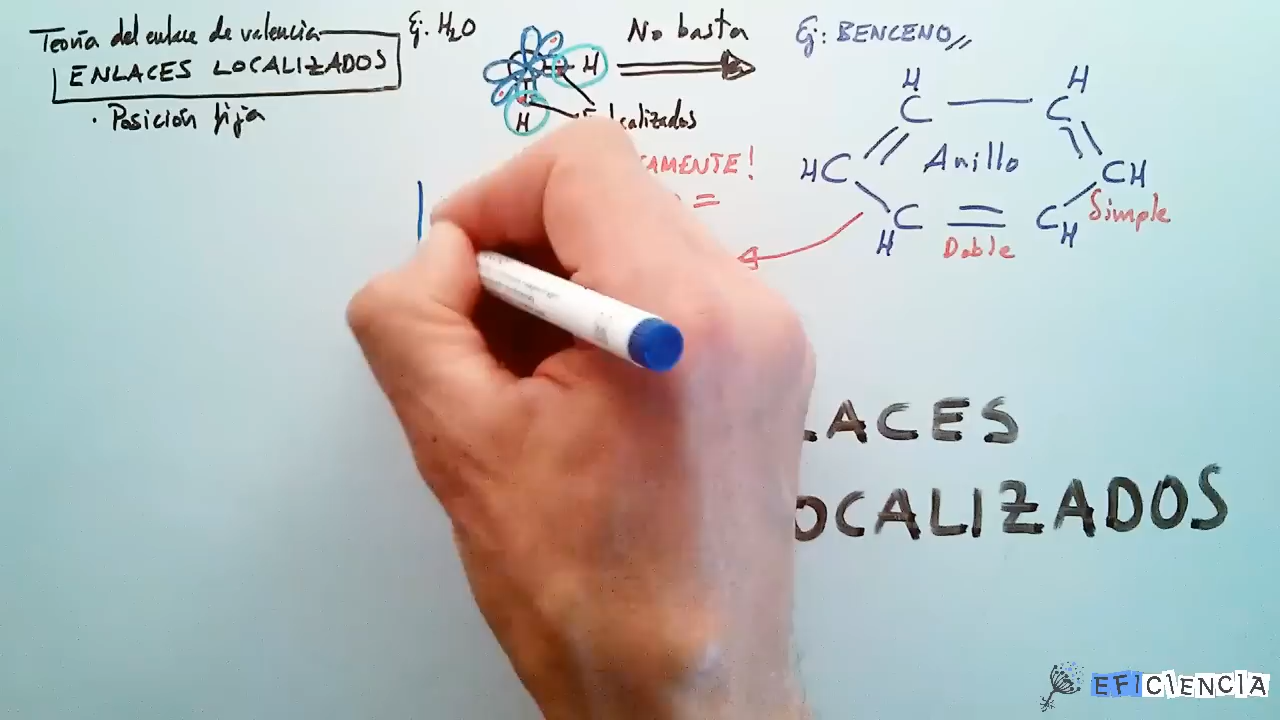 Teoría del enlace de valencia
ENLACES LOCALIZADOS
· Posición fija
Ej: H₂O
H
H
No basta
AMENTE!
=
Ej: BENCENO
H
C
H
C
HC
Anillo
CH
C
H
C
H
Simple
Doble
LACES
OCALIZADOS
EFICIENCIA